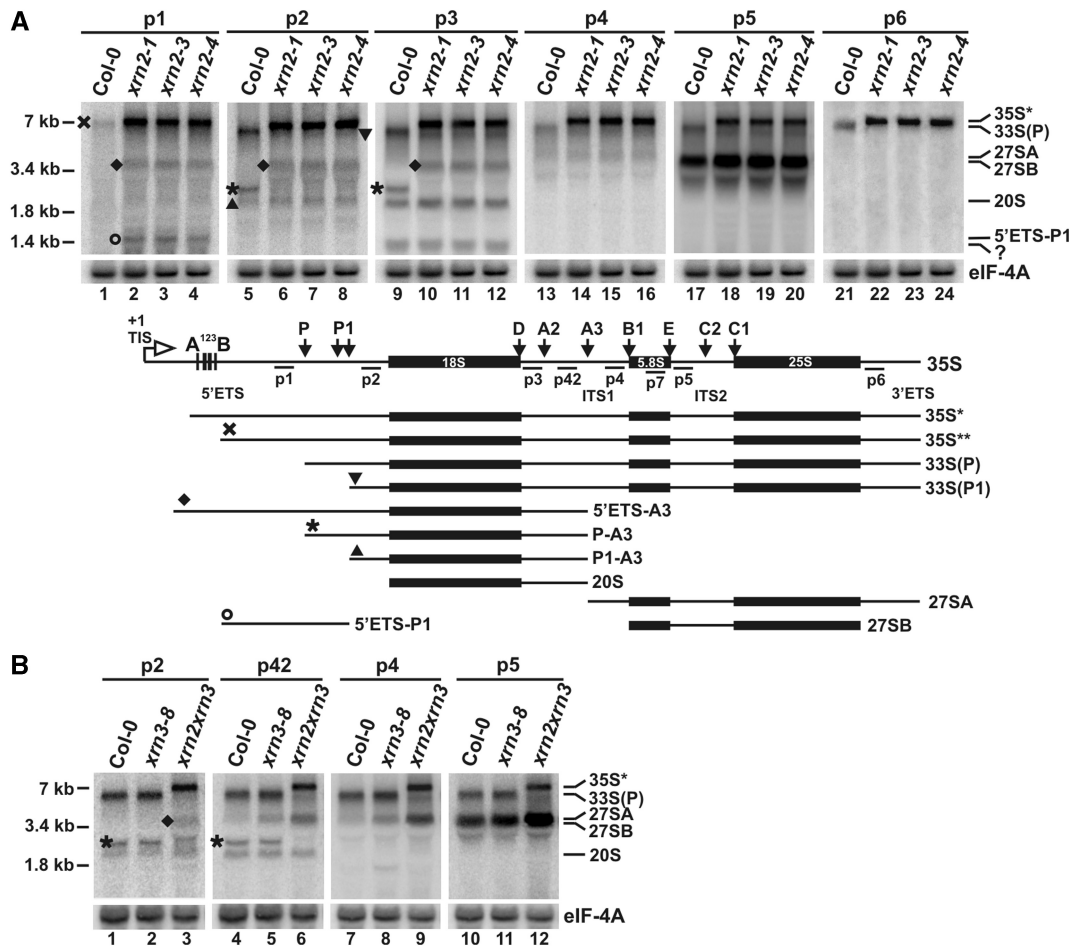 A
p1 p2 p3 p4 p5 p6
Col-0 xrn2-1 xrn2-3 xrn2-4 Col-0 xrn2-1 xrn2-3 xrn2-4 Col-0 xrn2-1 xrn2-3 xrn2-4 Col-0 xrn2-1 xrn2-3 xrn2-4 Col-0 xrn2-1 xrn2-3 xrn2-4 Col-0 xrn2-1 xrn2-3 xrn2-4
7 kb
3.4 kb
1.8 kb
1.4 kb
35S*
33S(P)
27SA
27SB
20S
5'ETS-P1
?
eIF-4A
1 2 3 4 5 6 7 8 9 10 11 12 13 14 15 16 17 18 19 20 21 22 23 24
+1
TIS
A 123 B P P1 D A2 A3 B1 E C2 C1
18S 5.8S 25S 35S
p1 p2 p3 p42 p4 p7 p5 p6
5'ETS ITS1 ITS2 3'ETS
35S*
35S**
33S(P)
33S(P1)
5'ETS-A3
P-A3
P1-A3
20S
27SA
5'ETS-P1 27SB
B
p2 p42 p4 p5
Col-0 xrn3-8 xrn2xrn3 Col-0 xrn3-8 xrn2xrn3 Col-0 xrn3-8 xrn2xrn3 Col-0 xrn3-8 xrn2xrn3
7 kb
3.4 kb
1.8 kb
35S*
33S(P)
27SA
27SB
20S
eIF-4A
1 2 3 4 5 6 7 8 9 10 11 12